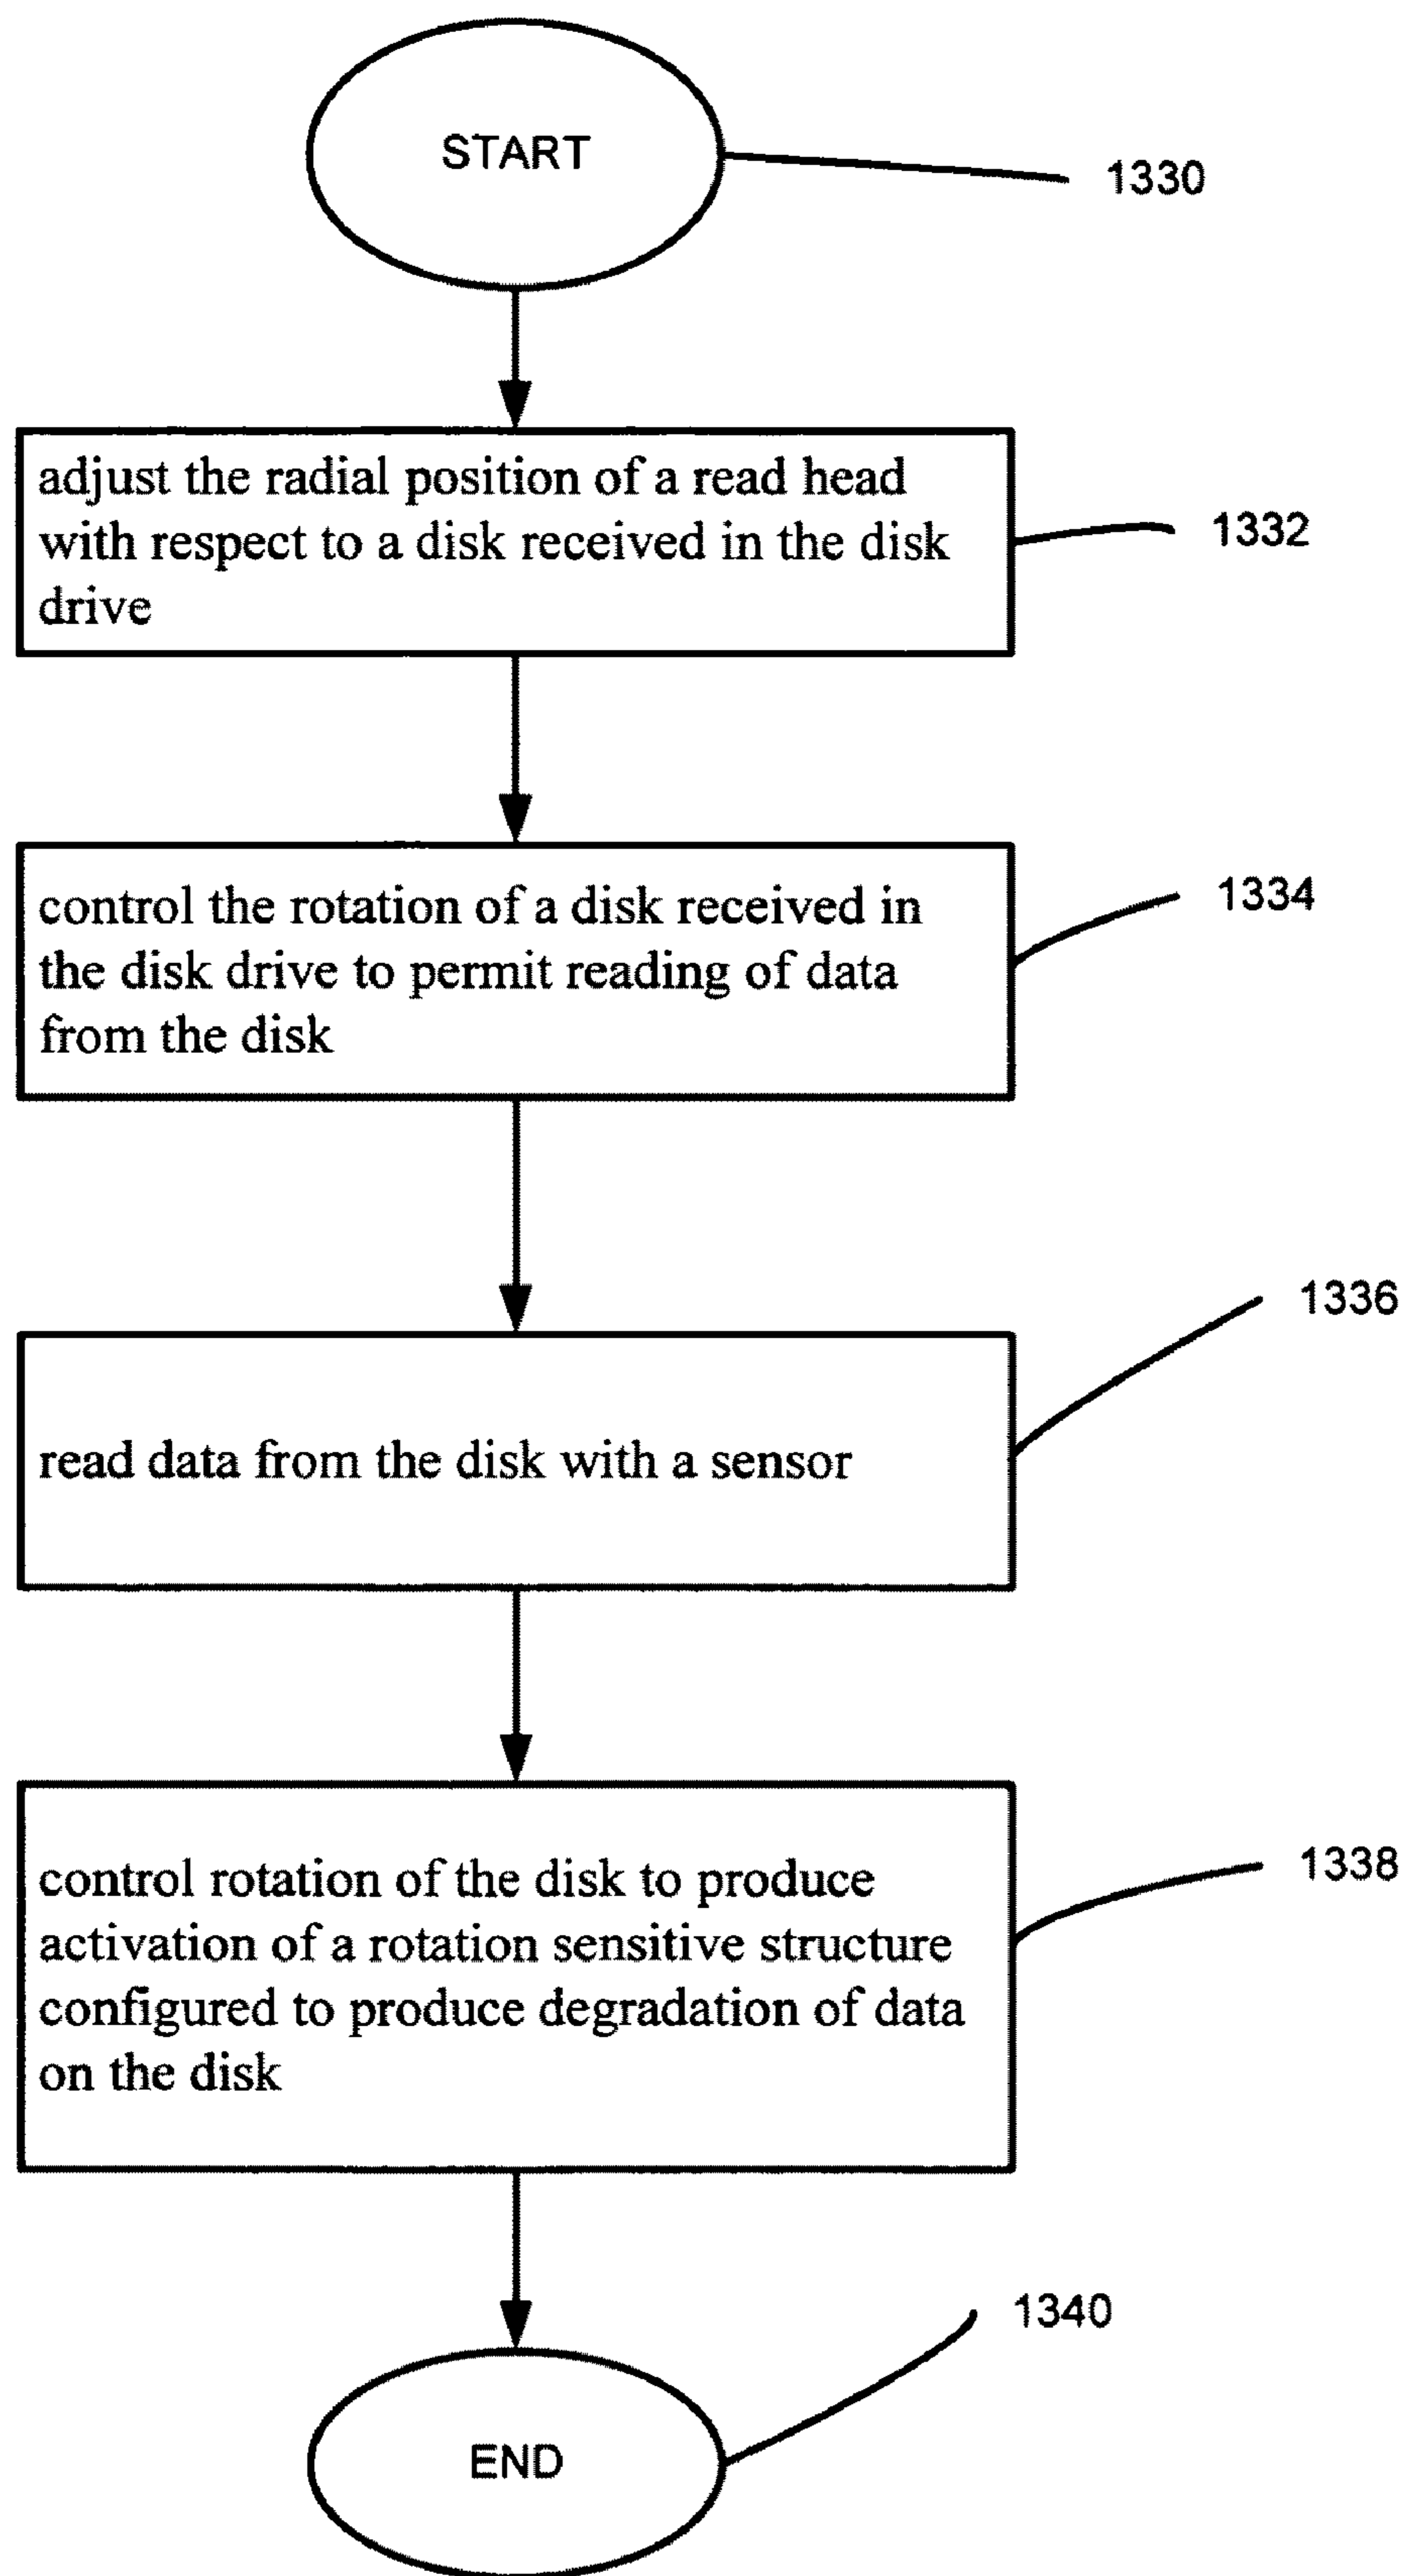 START
1330
adjust the radial position of a read head
with respect to a disk received in the disk
drive
1332
control the rotation of a disk received in
the disk drive to permit reading of data
from the disk
1334
read data from the disk with a sensor
1336
control rotation of the disk to produce
activation of a rotation sensitive structure
configured to produce degradation of data
on the disk
1338
END
1340